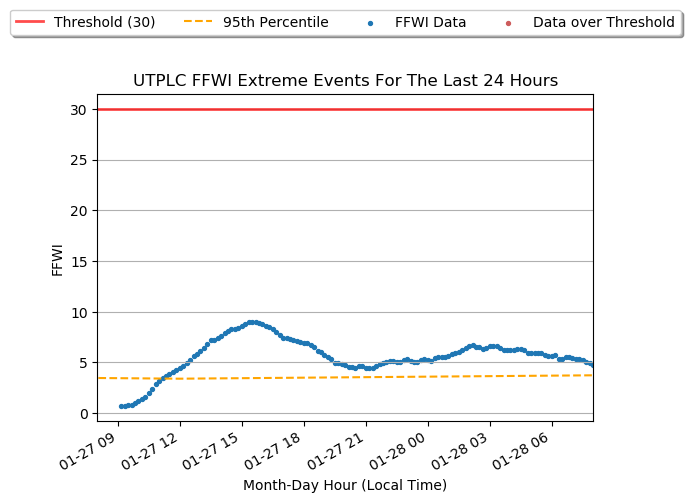 Threshold (30) 95th Percentile FFWI Data Data over Threshold
UTPLC FFWI Extreme Events For The Last 24 Hours
30
25
20
15
10
5
0
FFWI
01-27 09 01-27 12 01-27 15 01-27 18 01-27 21 01-28 00 01-28 03 01-28 06
Month-Day Hour (Local Time)